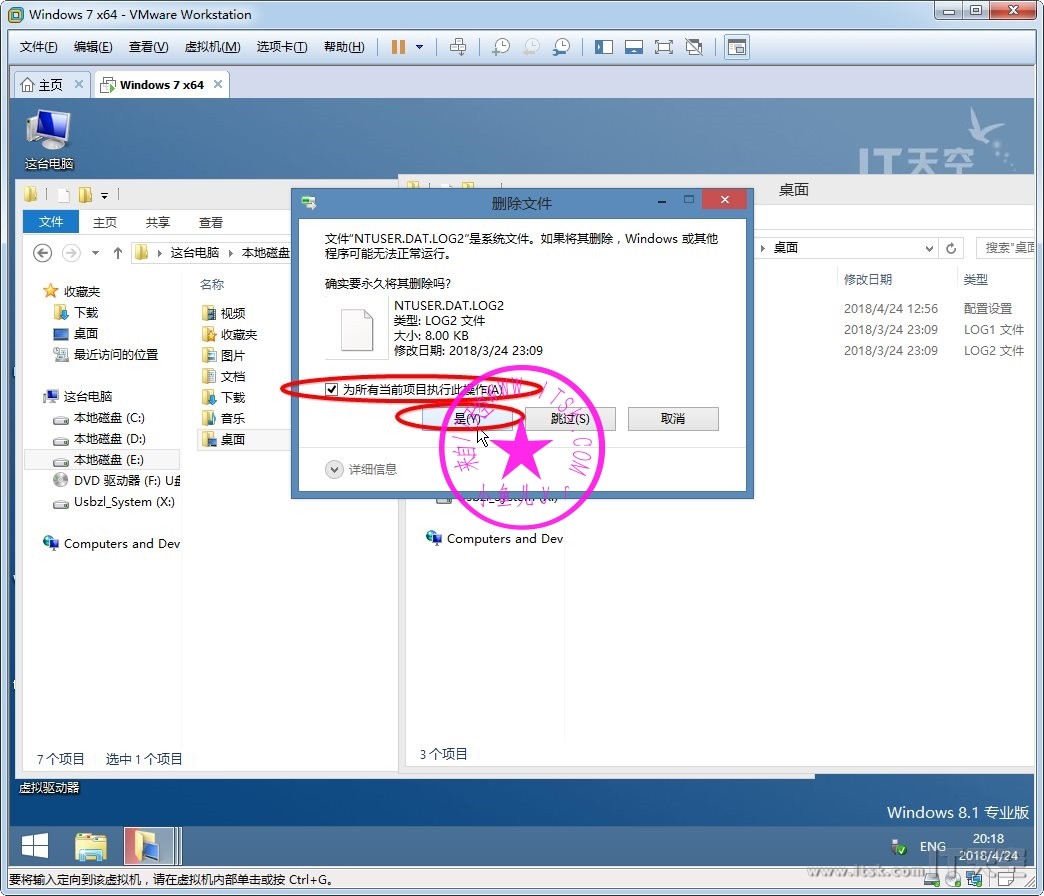 Windows 7 x64 - VMware Workstation
文件(F) 编辑(E) 查看(V) 虚拟机(M) 选项卡(T) 帮助(H)
主页 Windows 7 x64
这台电脑
IT天空
桌面
文件 主页 共享 查看
这台电脑 本地磁盘
桌面
搜索"桌面
收藏夹
下载
桌面
最近访问的位置
这台电脑
本地磁盘 (C:)
本地磁盘 (D:)
本地磁盘 (E:)
DVD 驱动器 (F:) U盘
Usbzl_System (X:)
Computers and Dev
名称
视频
收藏夹
图片
文档
下载
音乐
桌面
7 个项目 选中 1 个项目
删除文件
文件"NTUSER.DAT.LOG2"是系统文件。如果将其删除，Windows 或其他
程序可能无法正常运行。
确实要永久将其删除吗?
NTUSER.DAT.LOG2
类型: LOG2 文件
大小: 8.00 KB
修改日期: 2018/3/24 23:09
为所有当前项目执行此操作(A)
是(Y) 跳过(S) 取消
详细信息
WWW.ITSK.COM
小鱼儿yr
修改日期 类型
2018/4/24 12:56 配置设置
2018/3/24 23:09 LOG1 文件
2018/3/24 23:09 LOG2 文件
Computers and Dev
3 个项目
虚拟驱动器
Windows 8.1 专业版
ENG
20:18
2018/4/24
IT天空
www.itsk.com
要将输入定向到该虚拟机，请在虚拟机内部单击或按 Ctrl+G。